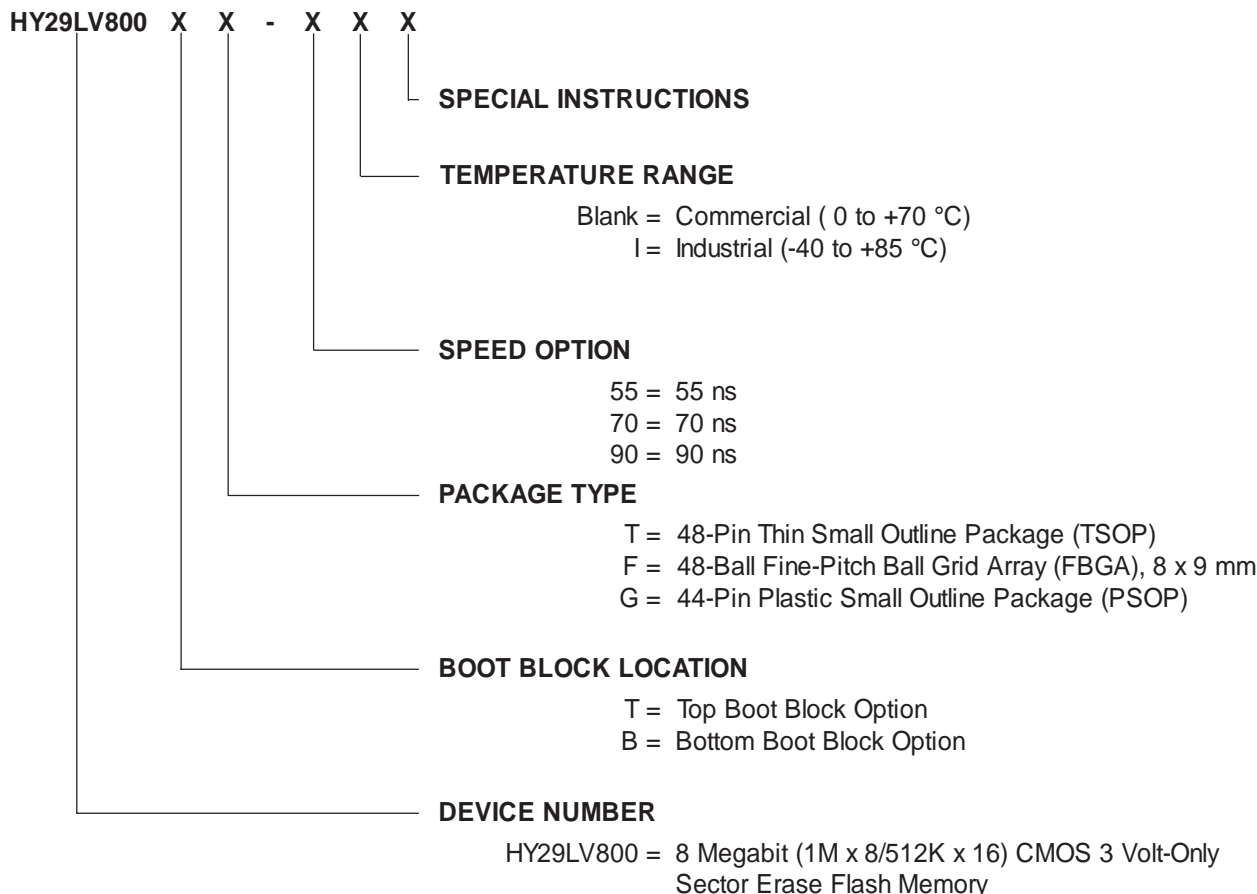 HY29LV800 X X - X X X
SPECIAL INSTRUCTIONS
TEMPERATURE RANGE
Blank = Commercial ( 0 to +70 °C)
I = Industrial (-40 to +85 °C)
SPEED OPTION
55 = 55 ns
70 = 70 ns
90 = 90 ns
PACKAGE TYPE
T = 48-Pin Thin Small Outline Package (TSOP)
F = 48-Ball Fine-Pitch Ball Grid Array (FBGA), 8 x 9 mm
G = 44-Pin Plastic Small Outline Package (PSOP)
BOOT BLOCK LOCATION
T = Top Boot Block Option
B = Bottom Boot Block Option
DEVICE NUMBER
HY29LV800 = 8 Megabit (1M x 8/512K x 16) CMOS 3 Volt-Only
Sector Erase Flash Memory